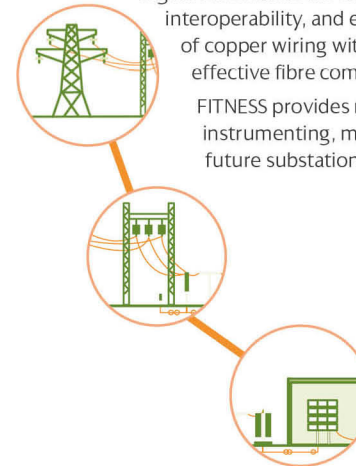 interoperability, and e
of copper wiring wit
effective fibre com
FITNESS provides r
instrumenting, m
future substation